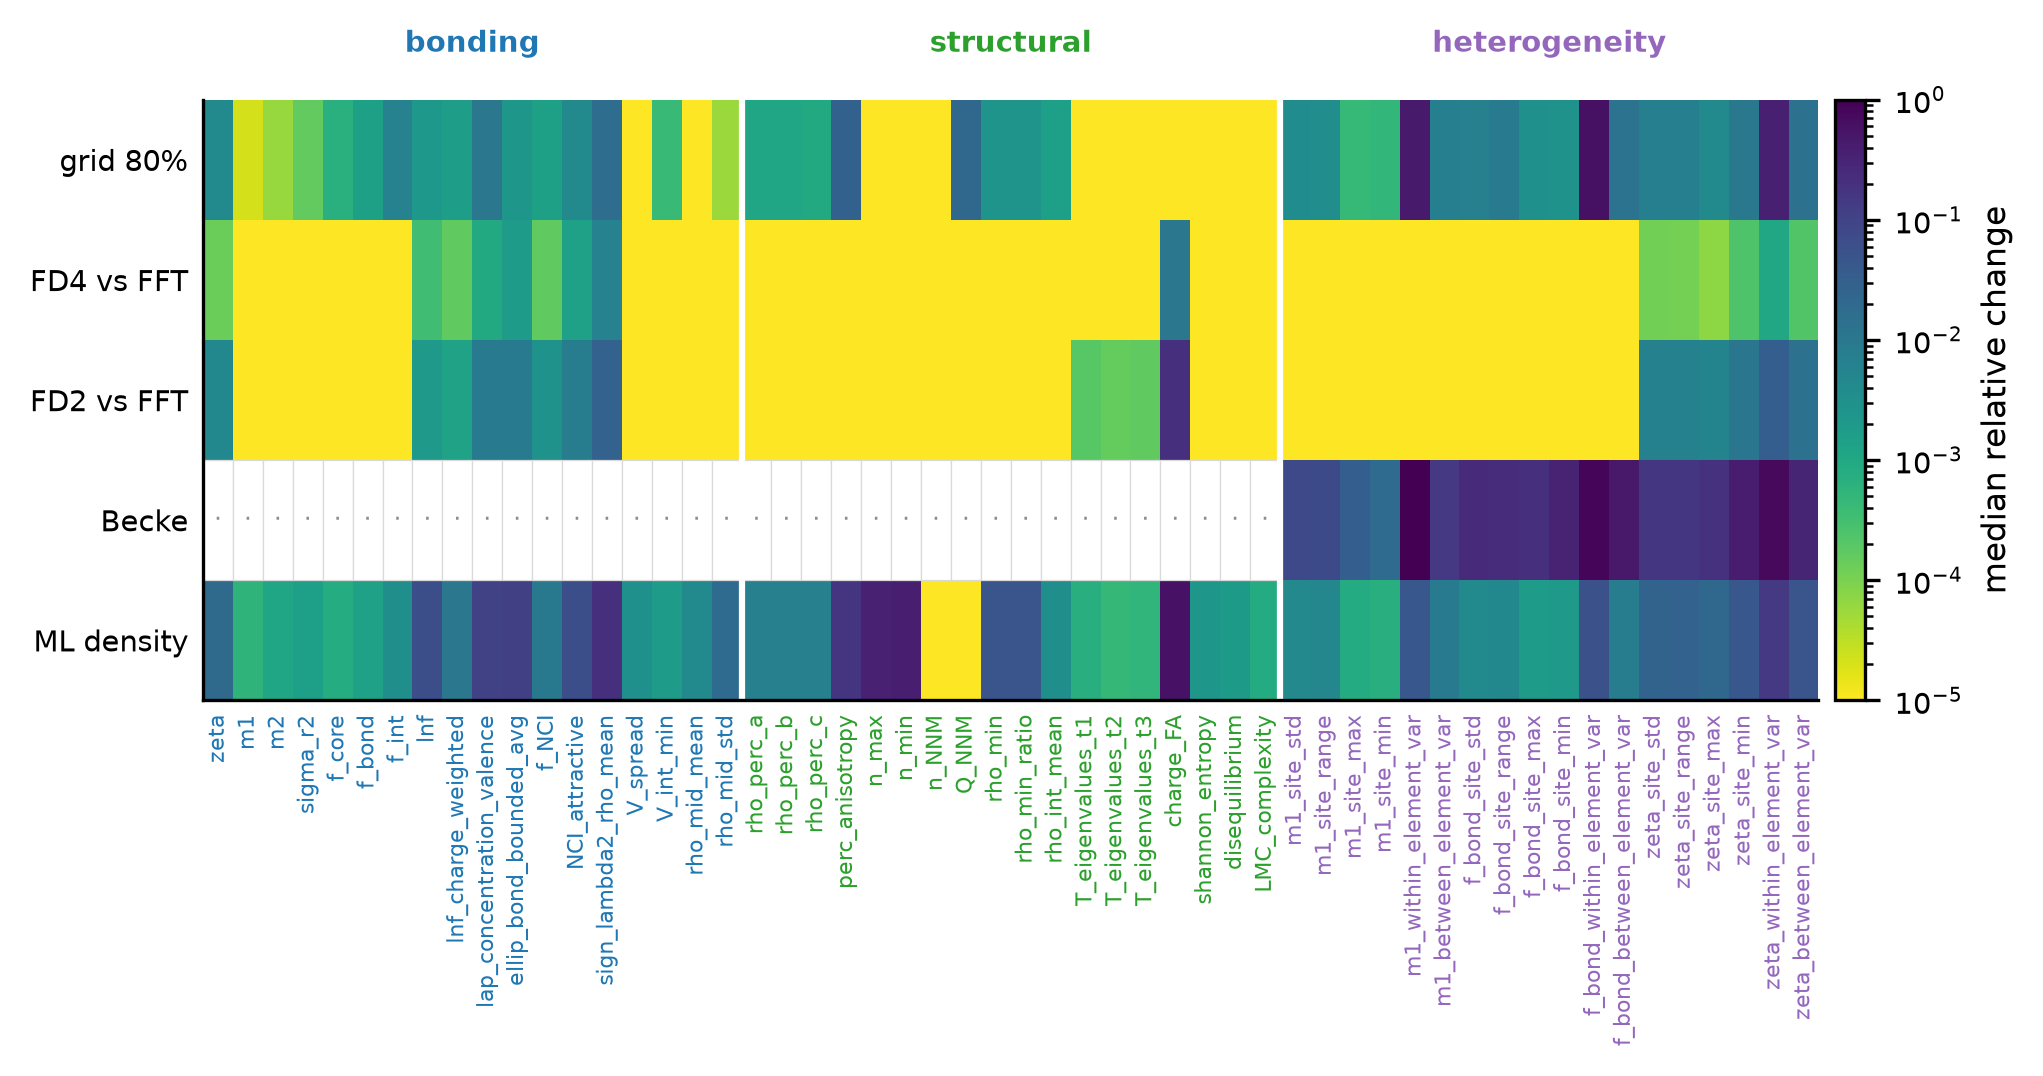 bonding structural heterogeneity
grid 80%
FD4 vs FFT
FD2 vs FFT
Becke
ML density
zeta
m1
m2
sigma_r2
f_core
f_bond
f_int
Inf
Inf_charge_weighted
lap_concentration_valence
ellip_bond_bounded_avg
f_NCI
NCI_attractive
sign_lambda2_rho_mean
V_spread
V_int_min
rho_mid_mean
rho_mid_std
rho_perc_a
rho_perc_b
rho_perc_c
perc_anisotropy
n_max
n_min
n_NNM
Q_NNM
rho_min
rho_min_ratio
rho_int_mean
T_eigenvalues_t1
T_eigenvalues_t2
T_eigenvalues_t3
charge_FA
shannon_entropy
disequilibrium
LMC_complexity
m1_site_std
m1_site_range
m1_site_max
m1_site_min
m1_within_element_var
m1_between_element_var
f_bond_site_std
f_bond_site_range
f_bond_site_max
f_bond_site_min
f_bond_within_element_var
f_bond_between_element_var
zeta_site_std
zeta_site_range
zeta_site_max
zeta_site_min
zeta_within_element_var
zeta_between_element_var
10⁰
10⁻¹
10⁻²
10⁻³
10⁻⁴
10⁻⁵
median relative change